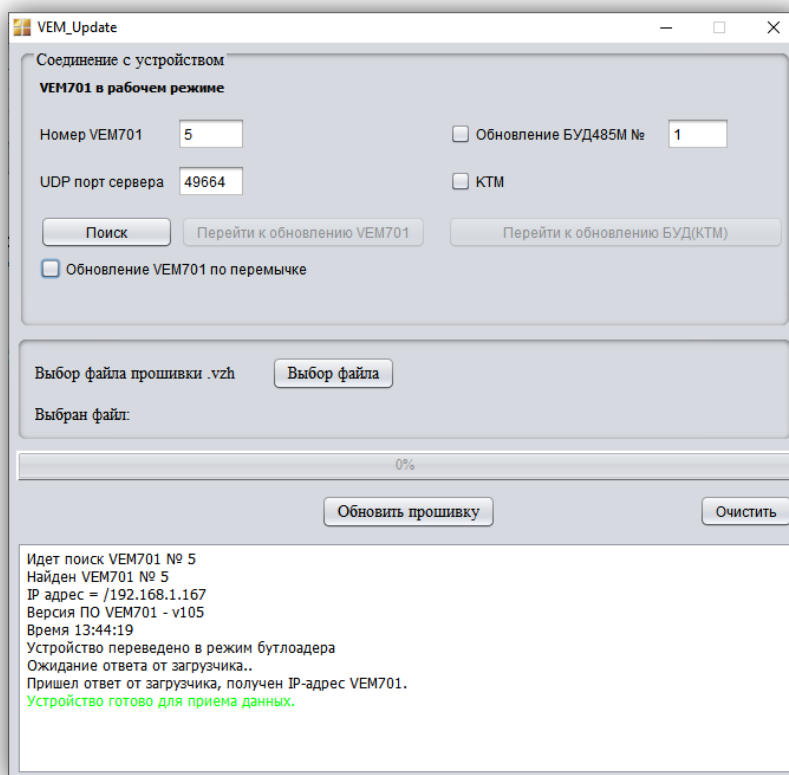 VEM_Update
Соединение с устройством
VEM701 в рабочем режиме
Номер VEM701 5 Обновление БУД485М № 1
UDP порт сервера 49664 КТМ
Поиск Перейти к обновлению VEM701 Перейти к обновлению БУД(КТМ)
Обновление VEM701 по перемычке
Выбор файла прошивки .vzh Выбор файла
Выбран файл:
0%
Обновить прошивку Очистить
Идет поиск VEM701 № 5
Найден VEM701 № 5
IP адрес = /192.168.1.167
Версия ПО VEM701 - v105
Время 13:44:19
Устройство переведено в режим бутлоадера
Ожидание ответа от загрузчика..
Пришел ответ от загрузчика, получен IP-адрес VEM701.
Устройство готово для приема данных.